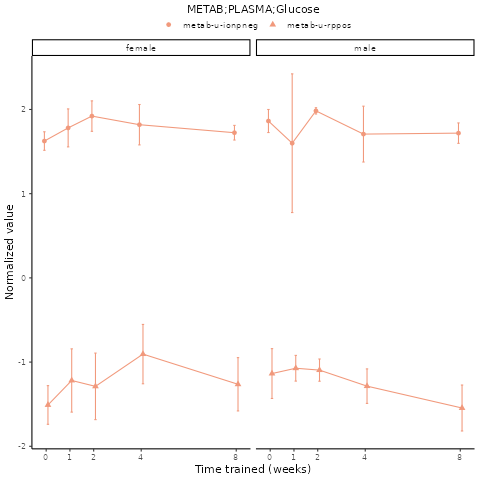 METAB;PLASMA;Glucose
metab-u-ionpneg metab-u-rppos
female male
Normalized value
2
1
0
-1
-2
0 1 2 4 8 0 1 2 4 8
Time trained (weeks)